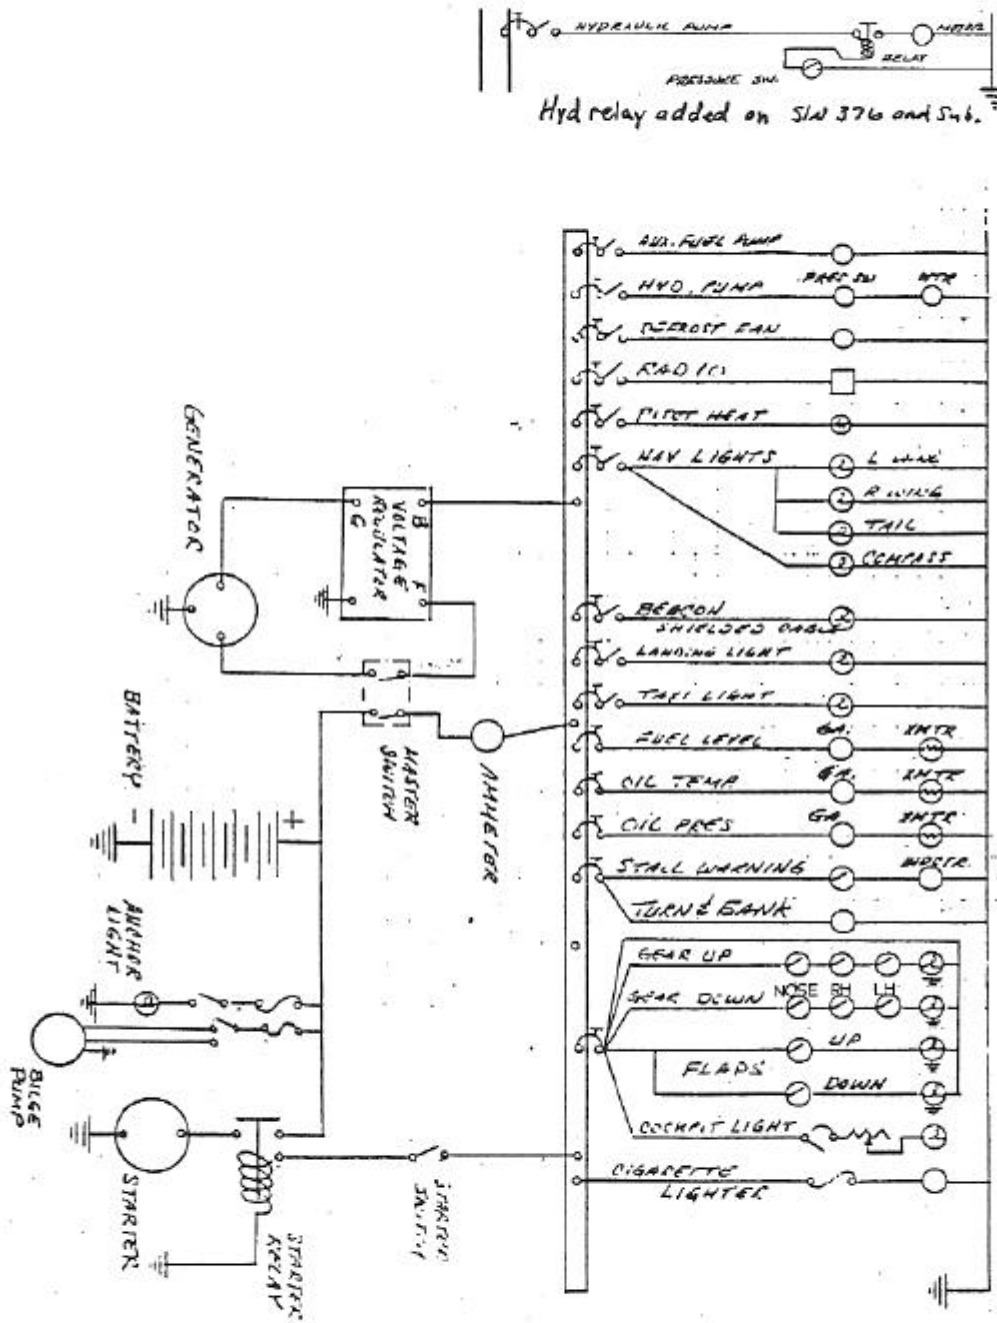 HYDRAULIC PUMP
MOTOR
RELAY
PRESSURE SW.
Hyd relay added on S/N 376 and Sub.
AUX. FUEL PUMP
HYD. PUMP
PRES SW
MTR
DEFROST FAN
RADIO
PITOT HEAT
NAV LIGHTS
L WING
R WING
TAIL
COMPASS
BEACON
SHIELDED CABLE
LANDING LIGHT
TAXI LIGHT
FUEL LEVEL
GA.
XMTR
OIL TEMP
GA.
XMTR
OIL PRES
GA
XMTR
STALL WARNING
TURN & BANK
GEAR UP
GEAR DOWN
NOSE
RH
LH
FLAPS
UP
DOWN
COCKPIT LIGHT
CIGARETTE
LIGHTER
GENERATOR
VOLTAGE
REGULATOR
G
B
F
MASTER
SWITCH
AMMETER
BATTERY
-
+
ANCHOR
LIGHT
BILGE
PUMP
STARTER
STARTER
RELAY
STARTER
SWITCH